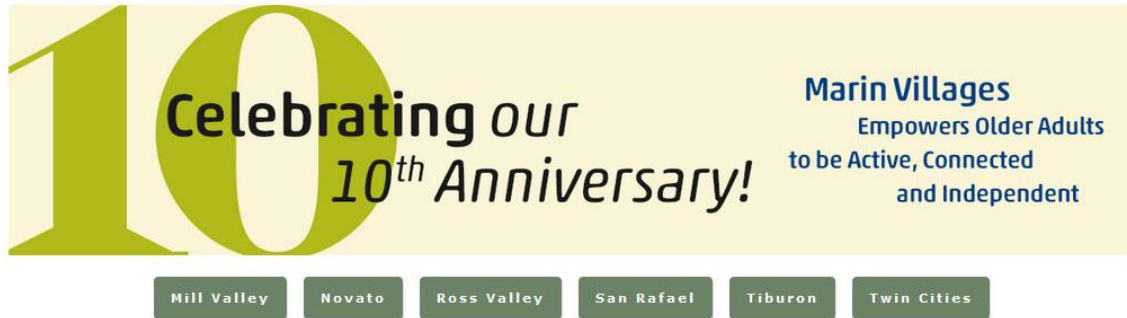 10
Celebrating our
10th Anniversary!
Marin Villages
Empowers Older Adults
to be Active, Connected
and Independent
Mill Valley
Novato
Ross Valley
San Rafael
Tiburon
Twin Cities